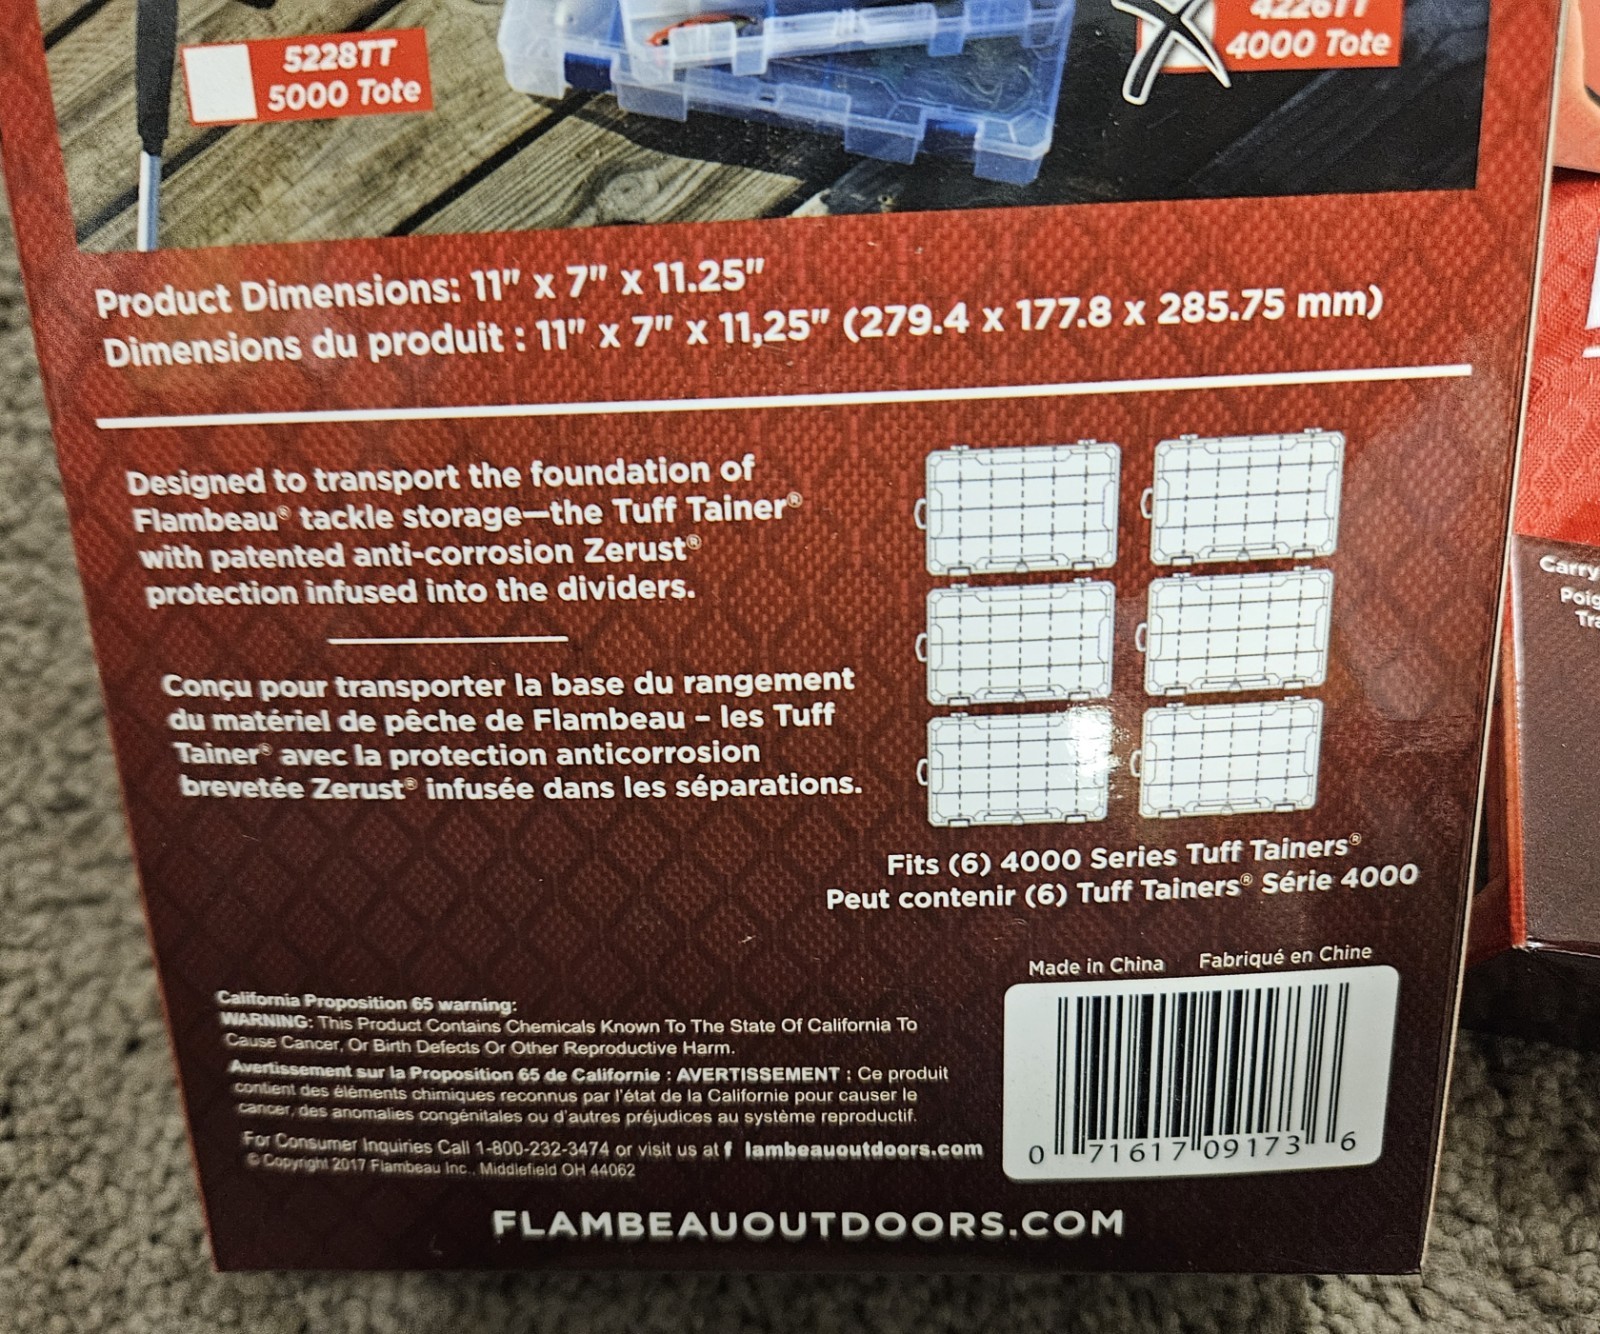 5228TT
5000 Tote
4226TT
4000 Tote
Product Dimensions: 11" x 7" x 11.25"
Dimensions du produit : 11" x 7" x 11,25" (279.4 x 177.8 x 285.75 mm)
Designed to transport the foundation of
Flambeau® tackle storage—the Tuff Tainer®
with patented anti-corrosion Zerust®
protection infused into the dividers.
Conçu pour transporter la base du rangement
du matériel de pêche de Flambeau – les Tuff
Tainer® avec la protection anticorrosion
brevetée Zerust® infusée dans les séparations.
Fits (6) 4000 Series Tuff Tainers®
Peut contenir (6) Tuff Tainers® Série 4000
Made in China Fabriqué en Chine
California Proposition 65 warning:
WARNING: This Product Contains Chemicals Known To The State Of California To
Cause Cancer, Or Birth Defects Or Other Reproductive Harm.
Avertissement sur la Proposition 65 de Californie : AVERTISSEMENT : Ce produit
contient des éléments chimiques reconnus par l'état de la Californie pour causer le
cancer, des anomalies congénitales ou d'autres préjudices au système reproductif.
For Consumer Inquiries Call 1-800-232-3474 or visit us at f lambeauoutdoors.com
© Copyright 2017 Flambeau Inc., Middlefield OH 44062
0 71617 09173 6
FLAMBEAUOUTDOORS.COM
Carry